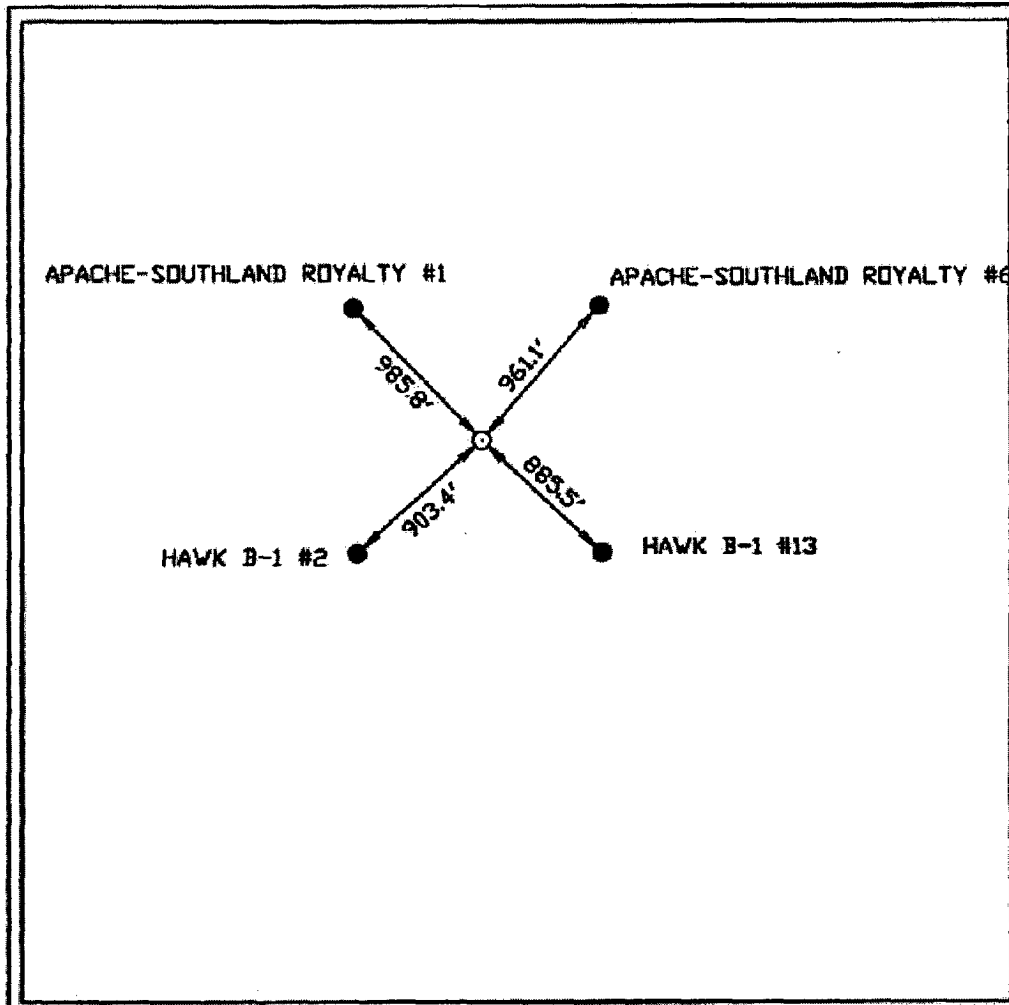 APACHE-SOUTHLAND ROYALTY #1
APACHE-SOUTHLAND ROYALTY #6
985.8'
961.1'
903.4'
885.5'
HAWK B-1 #2
HAWK B-1 #13